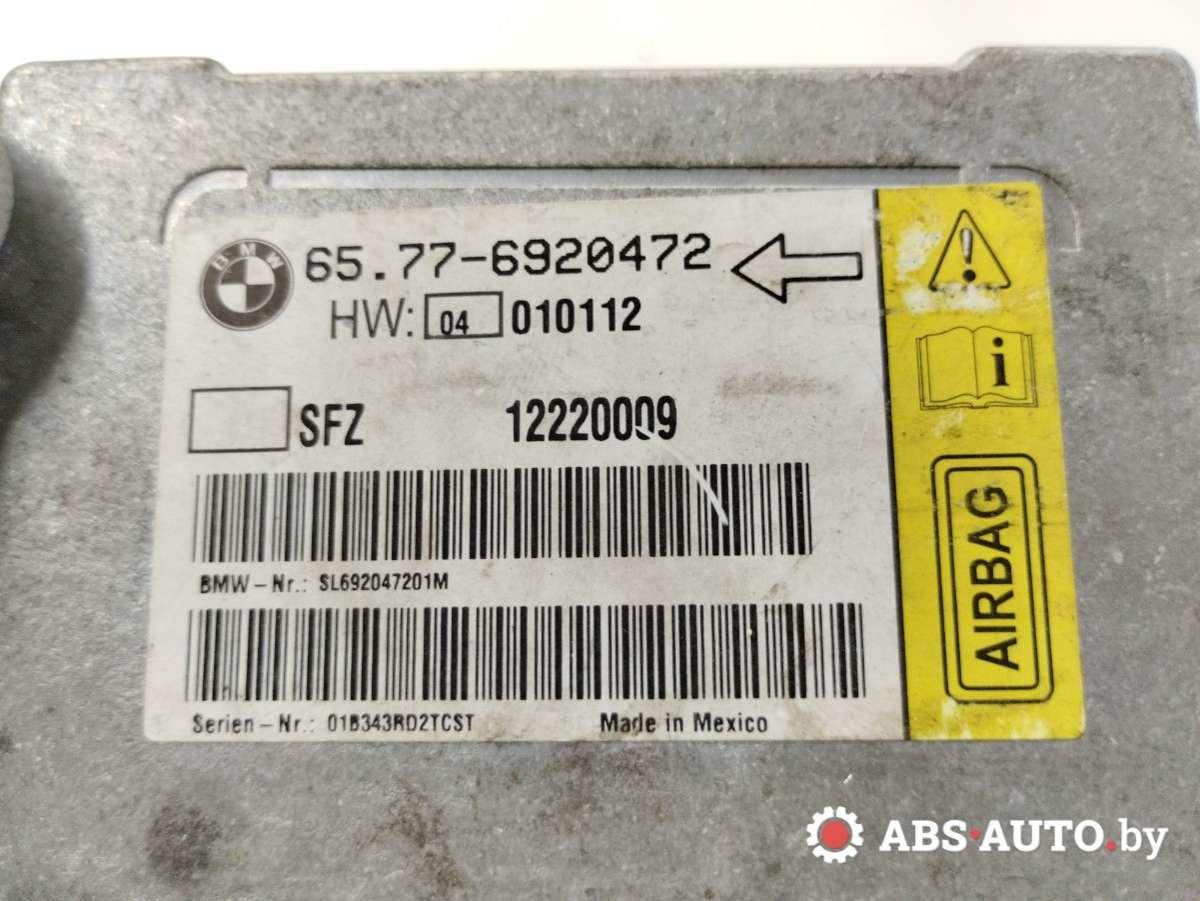 BMW 65.77-6920472
HW: 04 010112
SFZ 12220009
BMW-Nr.: SL692047201M
Serien-Nr.: 01B343RD2TCST Made in Mexico
i
AIRBAG
ABS-AUTO.by